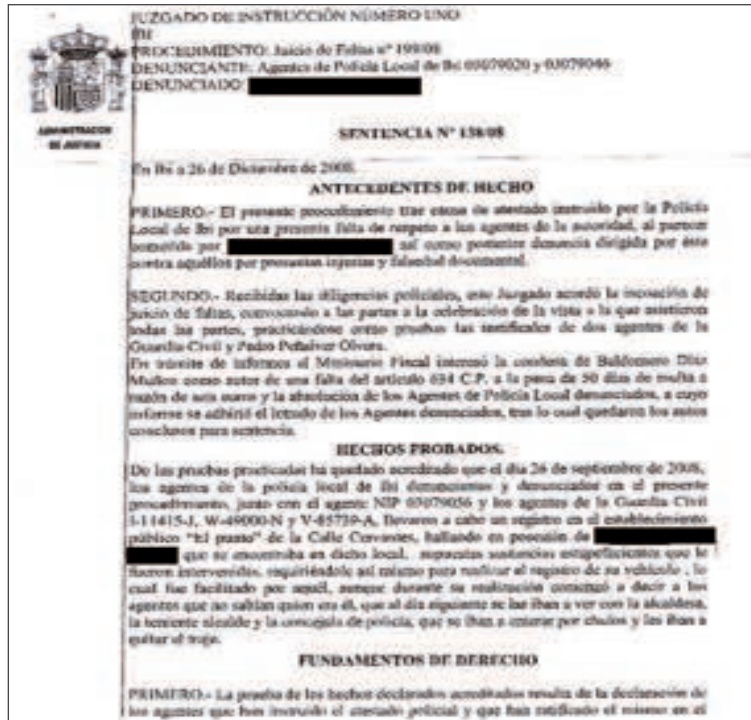 JUZGADO DE INSTRUCCIÓN NÚMERO UNO
IBI
PROCEDIMIENTO: Juicio de Faltas nº 199/08
DENUNCIANTE: Agentes de Policía Local de Ibi 03079020 y 03079046
DENUNCIADO:
ADMINISTRACION
DE JUSTICIA
SENTENCIA Nº 138/08
En Ibi a 26 de Diciembre de 2008.
ANTECEDENTES DE HECHO
PRIMERO.- El presente procedimiento trae causa de atestado instruido por la Policía
Local de Ibi por una presunta falta de respeto a los agentes de la autoridad, al parecer
cometido por así como posterior denuncia dirigida por éste
contra aquéllos por presuntas injurias y falsedad documental.
SEGUNDO.- Recibidas las diligencias policiales, este Juzgado acordó la incoación de
juicio de faltas, convocando a las partes a la celebración de la vista a la que asistieron
todas las partes, practicándose como pruebas las testificales de dos agentes de la
Guardia Civil y Pedro Peñalver Olvera.
En trámite de informes el Ministerio Fiscal interesó la condena de Baldomero Díaz
Muñoz como autor de una falta del artículo 634 C.P. a la pena de 50 días de multa a
razón de seis euros y la absolución de los Agentes de Policía Local denunciados, a cuyo
informe se adhirió el letrado de los Agentes denunciados, tras lo cual quedaron los autos
conclusos para sentencia.
HECHOS PROBADOS.
De las pruebas practicadas ha quedado acreditado que el día 26 de septiembre de 2008,
los agentes de la policía local de Ibi denunciantes y denunciados en el presente
procedimiento, junto con el agente NIP 03079056 y los agentes de la Guardia Civil
I-11415-J, W-49000-N y V-85739-A, llevaron a cabo un registro en el establecimiento
público "El punto" de la Calle Cervantes, hallando en posesión de
que se encontraba en dicho local, supuestas sustancias estupefacientes que le
fueron intervenidas, requiriéndole así mismo para realizar el registro de su vehículo , lo
cual fue facilitado por aquél, aunque durante su realización comenzó a decir a los
agentes que no sabían quien era él, que al día siguiente se las iban a ver con la alcaldesa,
la teniente alcalde y la concejala de policía, que se iban a enterar por chulos y les iban a
quitar el traje.
FUNDAMENTOS DE DERECHO
PRIMERO.- La prueba de los hechos declarados acreditados resulta de la declaración de
los agentes que han instruido el atestado policial y que han ratificado el mismo en el